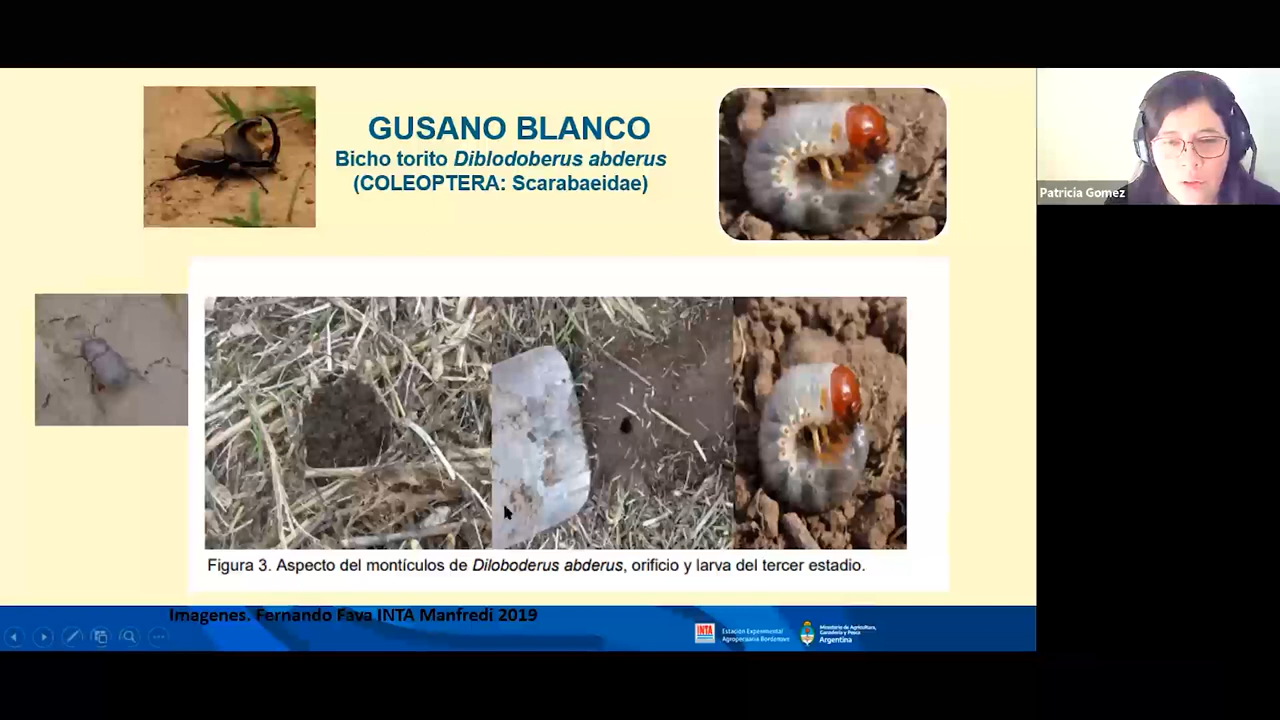 GUSANO BLANCO
Bicho torito Diblodoberus abderus
(COLEOPTERA: Scarabaeidae)
Patricia Gomez
Figura 3. Aspecto del montículos de Diloboderus abderus, orificio y larva del tercer estadio.
Imagenes. Fernando Fava INTA Manfredi 2019
INTA
Estación Experimental
Agropecuaria Bordenave
Ministerio de Agricultura,
Ganadería y Pesca
Argentina